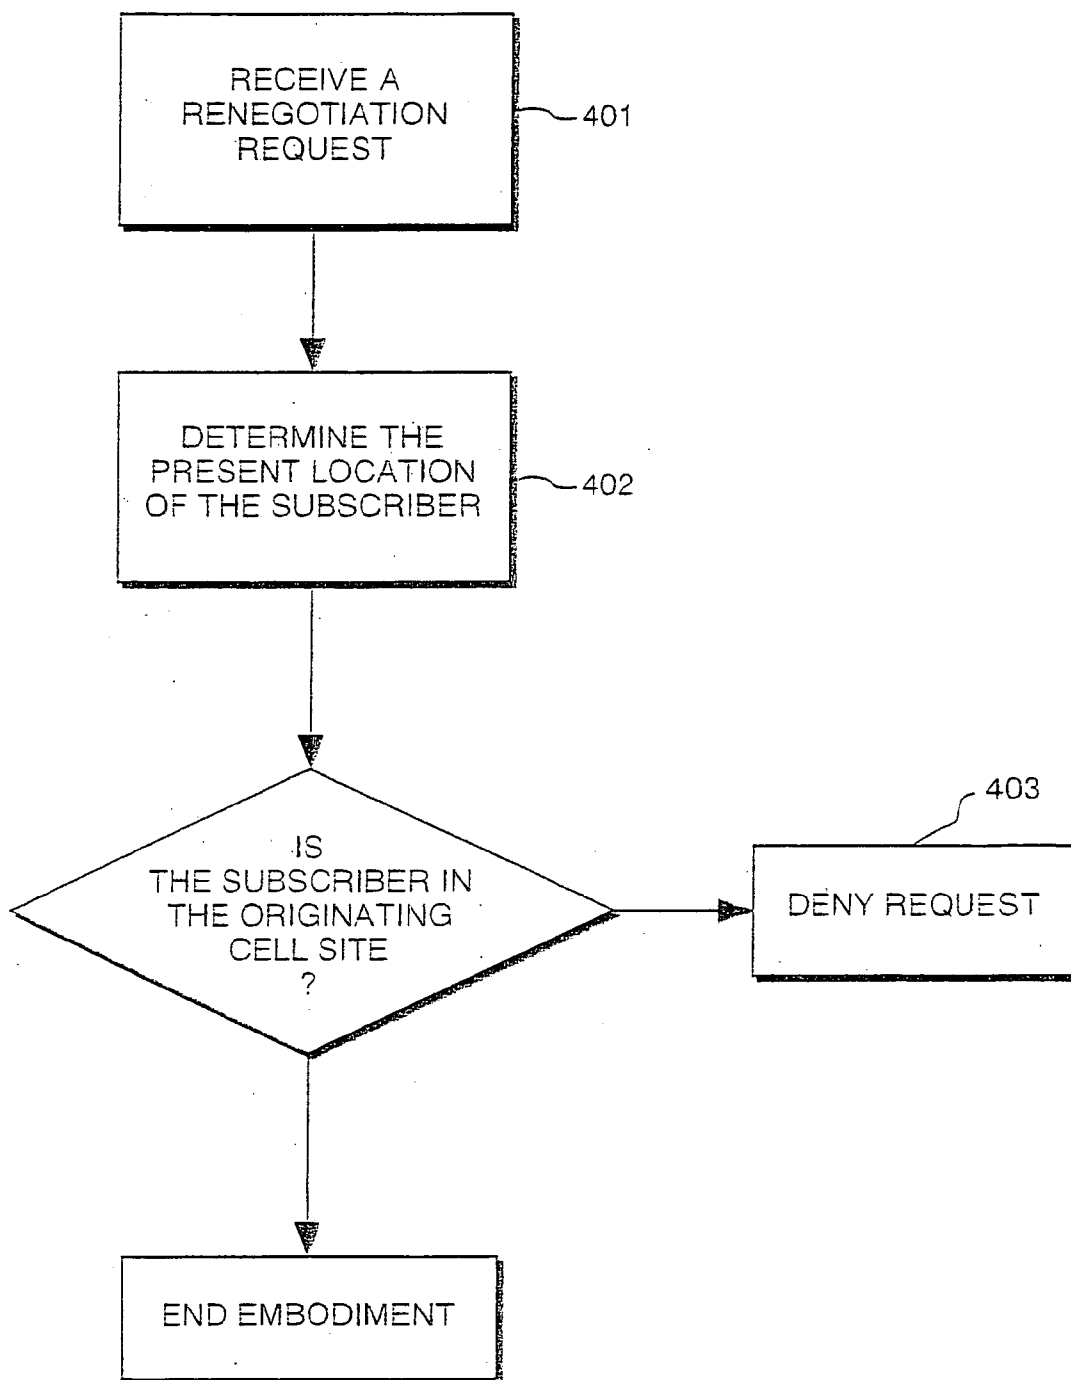 RECEIVE A
RENEGOTIATION
REQUEST
401
DETERMINE THE
PRESENT LOCATION
OF THE SUBSCRIBER
402
IS
THE SUBSCRIBER IN
THE ORIGINATING
CELL SITE
?
403
DENY REQUEST
END EMBODIMENT